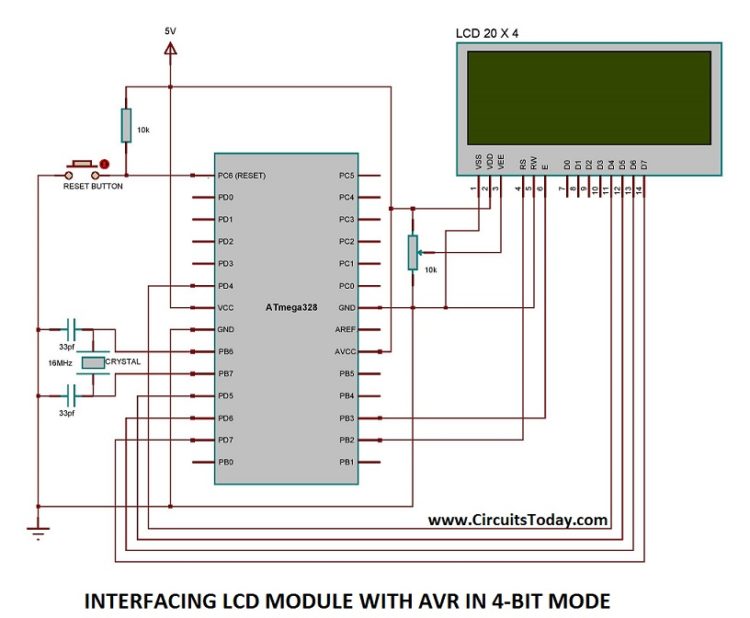 5V
LCD 20 X 4
10k
VSS
VDD
VEE
RS
RW
E
D0
D1
D2
D3
D4
D5
D6
D7
1
2
3
4
5
6
7
8
9
10
11
12
13
14
RESET BUTTON
PC6 (RESET)
PD0
PD1
PD2
PD3
PD4
VCC
GND
PB6
PB7
PD5
PD6
PD7
PB0
ATmega328
PC5
PC4
PC3
PC2
PC1
PC0
GND
AREF
AVCC
PB5
PB4
PB3
PB2
PB1
10k
33pf
16MHz
CRYSTAL
33pf
www.CircuitsToday.com
INTERFACING LCD MODULE WITH AVR IN 4-BIT MODE